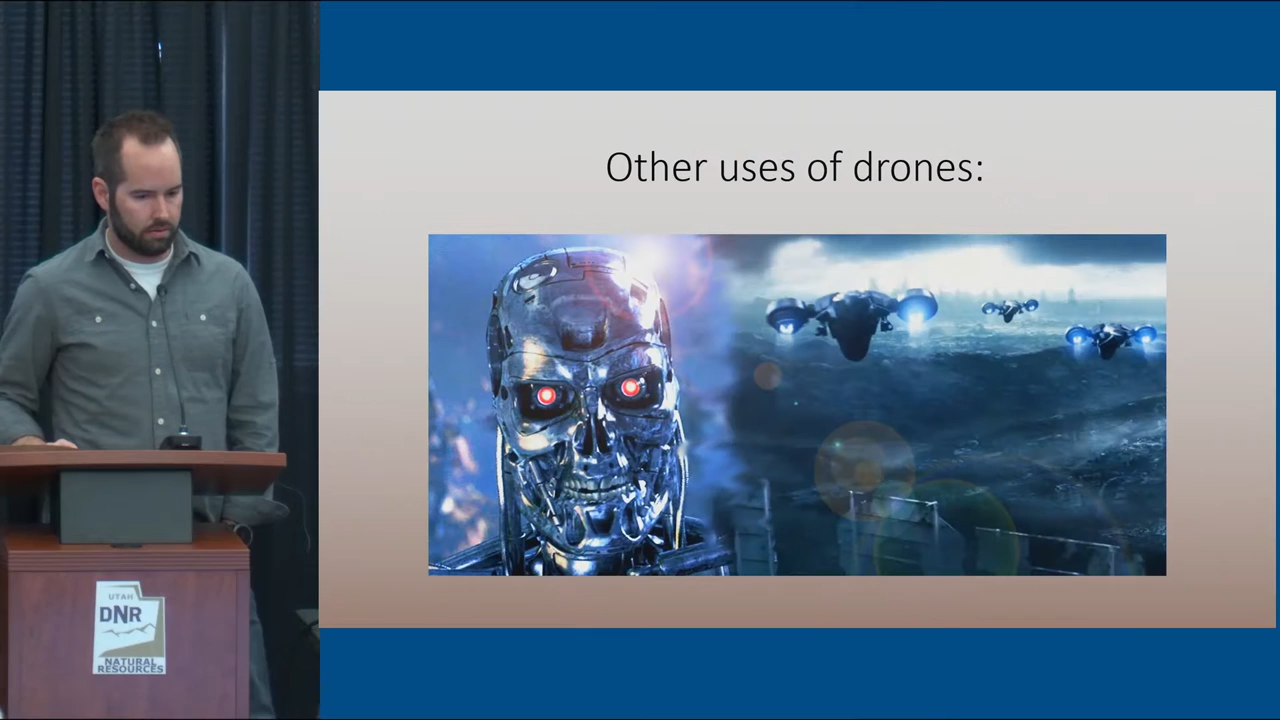 Other uses of drones:
UTAH
DNR
NATURAL
RESOURCES